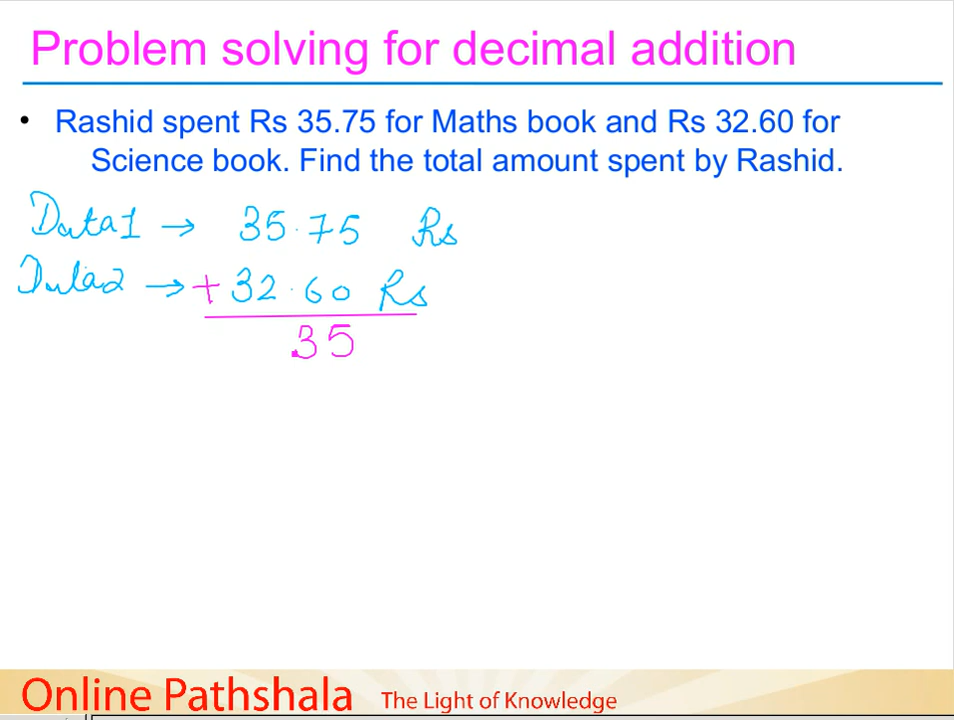 Problem solving for decimal addition
• Rashid spent Rs 35.75 for Maths book and Rs 32.60 for
Science book. Find the total amount spent by Rashid.
Data1 → 35.75 Rs
Data2 → + 32.60 Rs
.35
Online Pathshala The Light of Knowledge